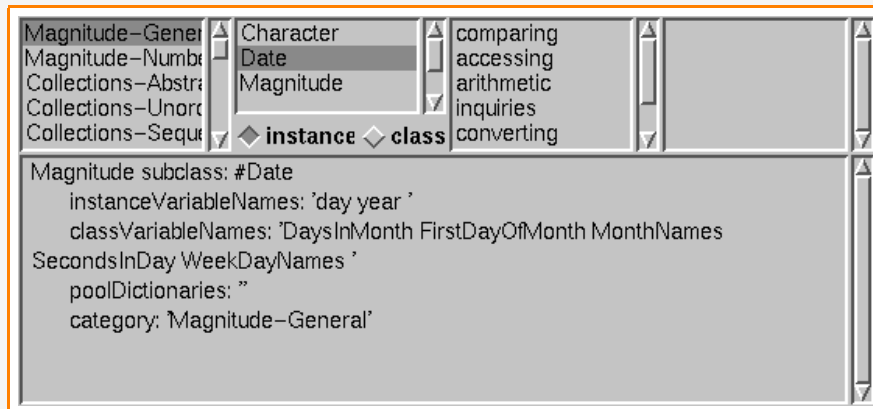 Magnitude-Gener
Magnitude-Numbe
Collections-Abstra
Collections-Unord
Collections-Seque
Character
Date
Magnitude
instance class
comparing
accessing
arithmetic
inquiries
converting
Magnitude subclass: #Date
instanceVariableNames: 'day year '
classVariableNames: 'DaysInMonth FirstDayOfMonth MonthNames
SecondsInDay WeekDayNames '
poolDictionaries: ''
category: 'Magnitude-General'